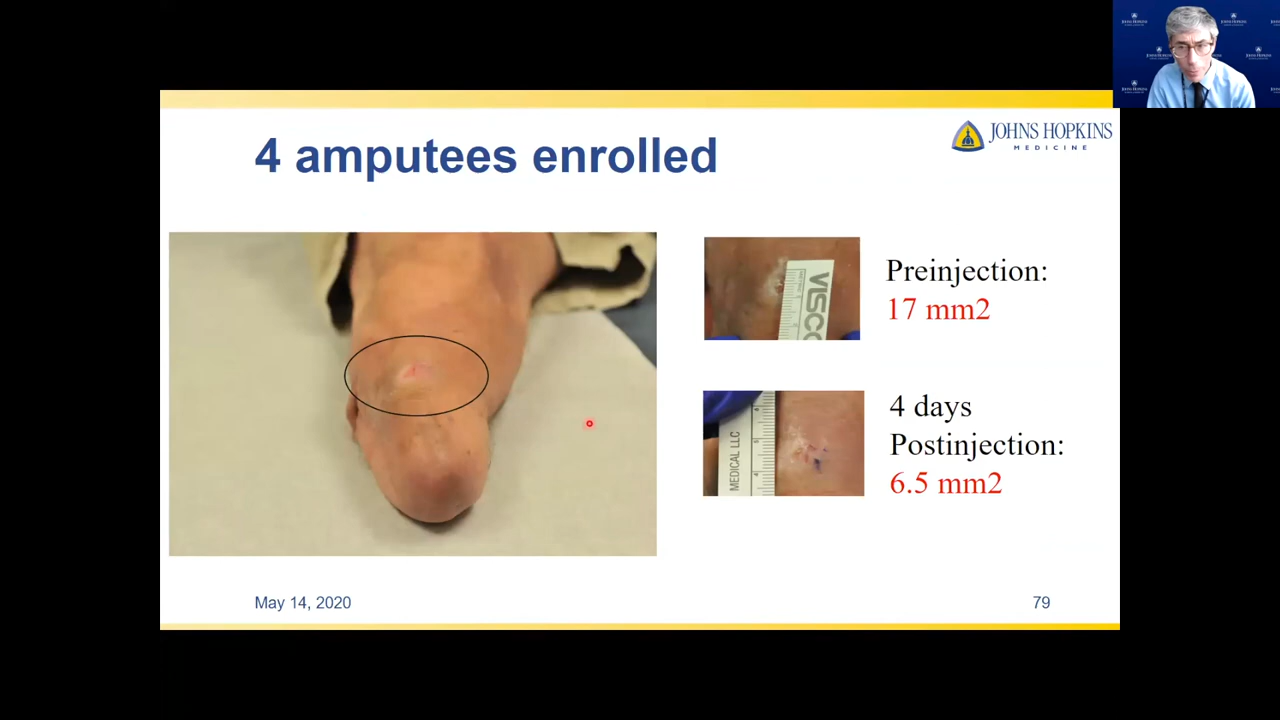 4 amputees enrolled
JOHNS HOPKINS
MEDICINE
VISCO
Preinjection:
17 mm2
MEDICAL LLC
4 days
Postinjection:
6.5 mm2
May 14, 2020
79